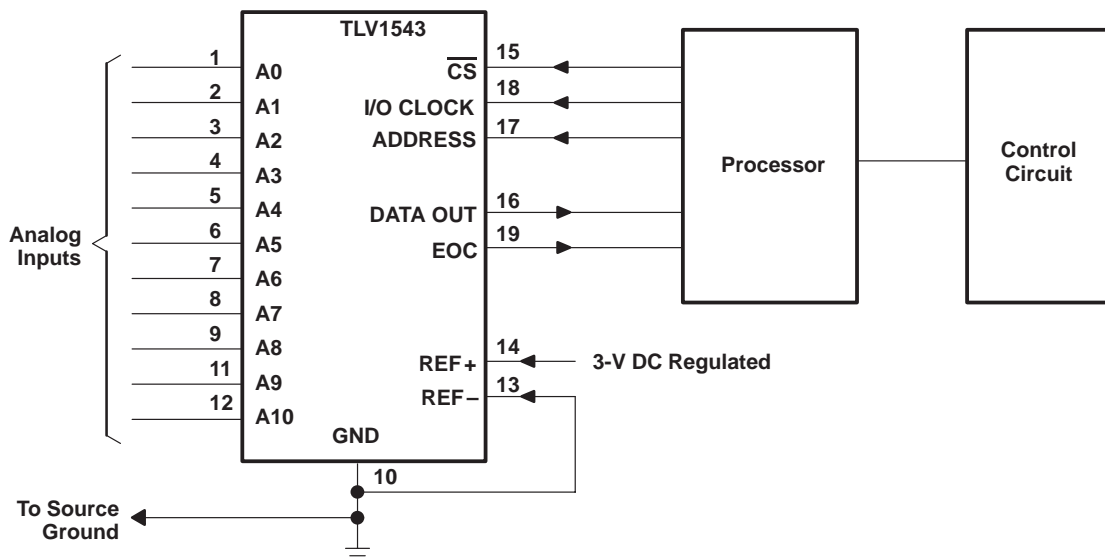 TLV1543
Analog
Inputs
1 A0
2 A1
3 A2
4 A3
5 A4
6 A5
7 A6
8 A7
9 A8
11 A9
12 A10
C̅S̅ 15
I/O CLOCK 18
ADDRESS 17
DATA OUT 16
EOC 19
REF+ 14
REF− 13
3-V DC Regulated
GND
10
To Source
Ground
Processor
Control
Circuit